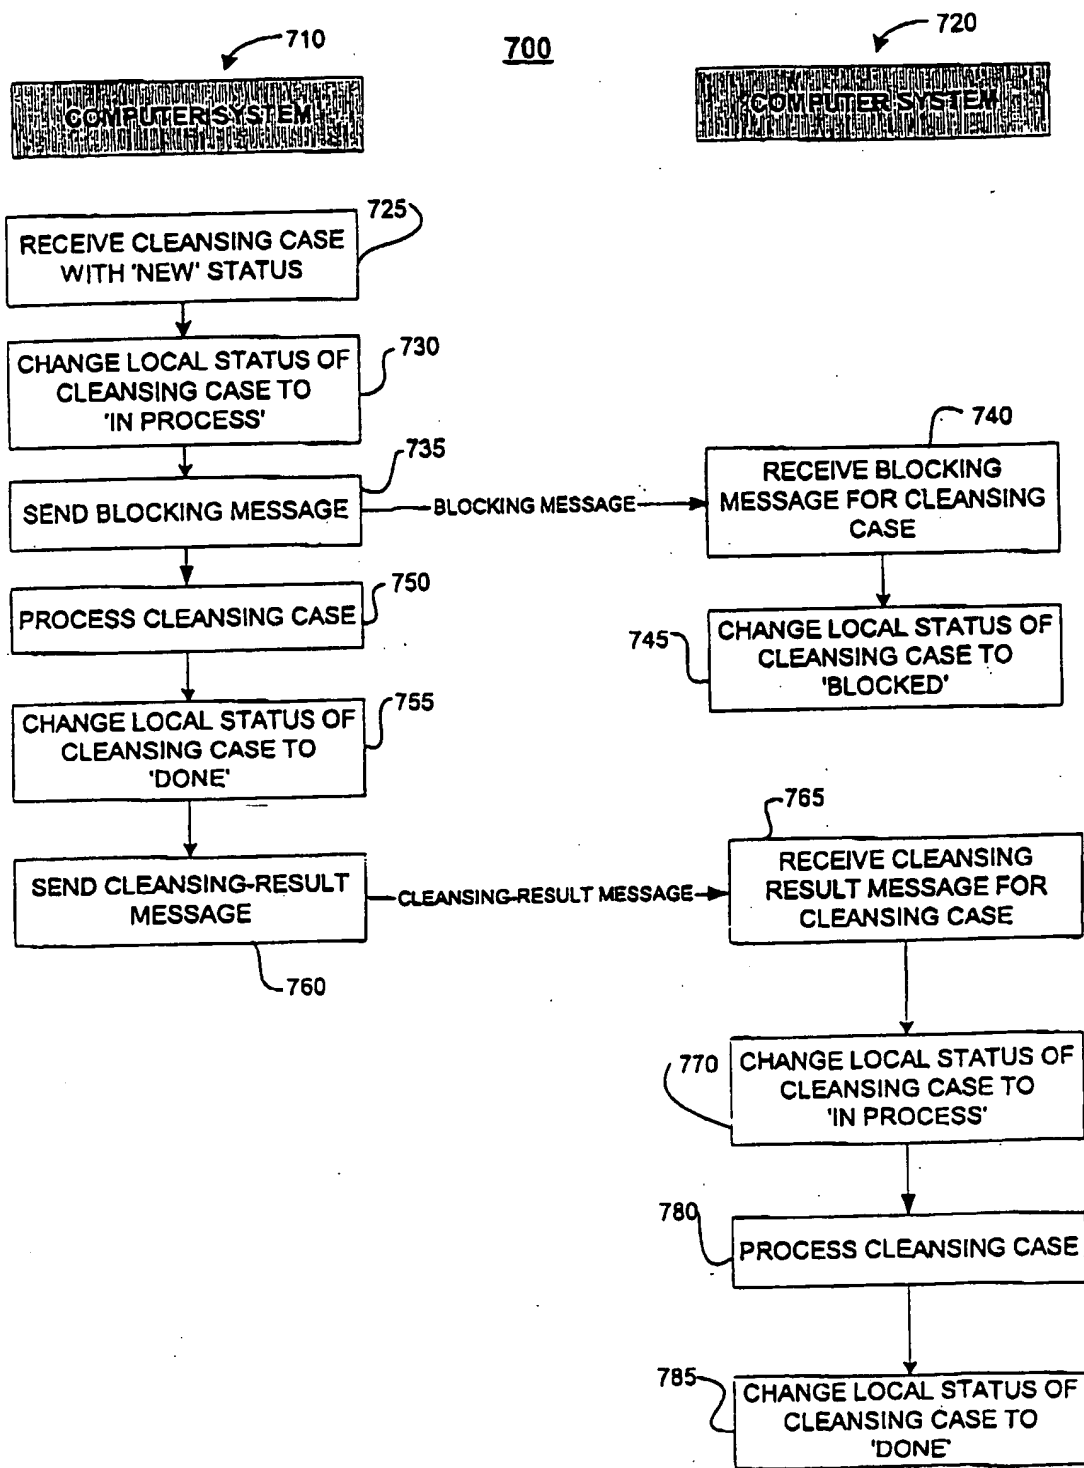 700
710
COMPUTER SYSTEM
720
COMPUTER SYSTEM
725
RECEIVE CLEANSING CASE
WITH 'NEW' STATUS
730
CHANGE LOCAL STATUS OF
CLEANSING CASE TO
'IN PROCESS'
735
SEND BLOCKING MESSAGE
BLOCKING MESSAGE
740
RECEIVE BLOCKING
MESSAGE FOR CLEANSING
CASE
745
CHANGE LOCAL STATUS OF
CLEANSING CASE TO
'BLOCKED'
750
PROCESS CLEANSING CASE
755
CHANGE LOCAL STATUS OF
CLEANSING CASE TO
'DONE'
SEND CLEANSING-RESULT
MESSAGE
760
CLEANSING-RESULT MESSAGE
765
RECEIVE CLEANSING
RESULT MESSAGE FOR
CLEANSING CASE
770
CHANGE LOCAL STATUS OF
CLEANSING CASE TO
'IN PROCESS'
780
PROCESS CLEANSING CASE
785
CHANGE LOCAL STATUS OF
CLEANSING CASE TO
'DONE'